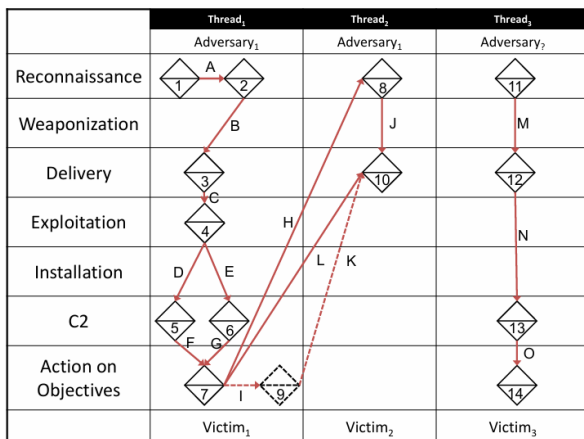 Thread1 Thread2 Thread3
Adversary1 Adversary1 Adversary?
Reconnaissance 1 A 2 8 11
Weaponization B J M
Delivery 3 10 12
C
Exploitation 4 H N
Installation D E L K
C2 5 6 13
F G O
Action on
Objectives 7 I 9 14
Victim1 Victim2 Victim3